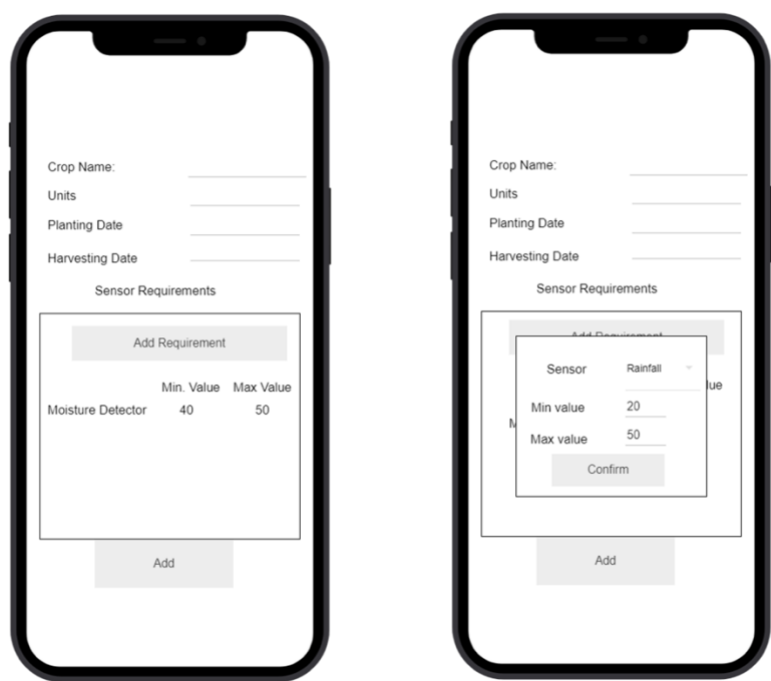 Crop Name:
Units
Planting Date
Harvesting Date
Sensor Requirements
Add Requirement
Min. Value Max Value
Moisture Detector 40 50
Add
Crop Name:
Units
Planting Date
Harvesting Date
Sensor Requirements
Add Requirement
Sensor Rainfall
Min value 20
Max value 50
Confirm
Add